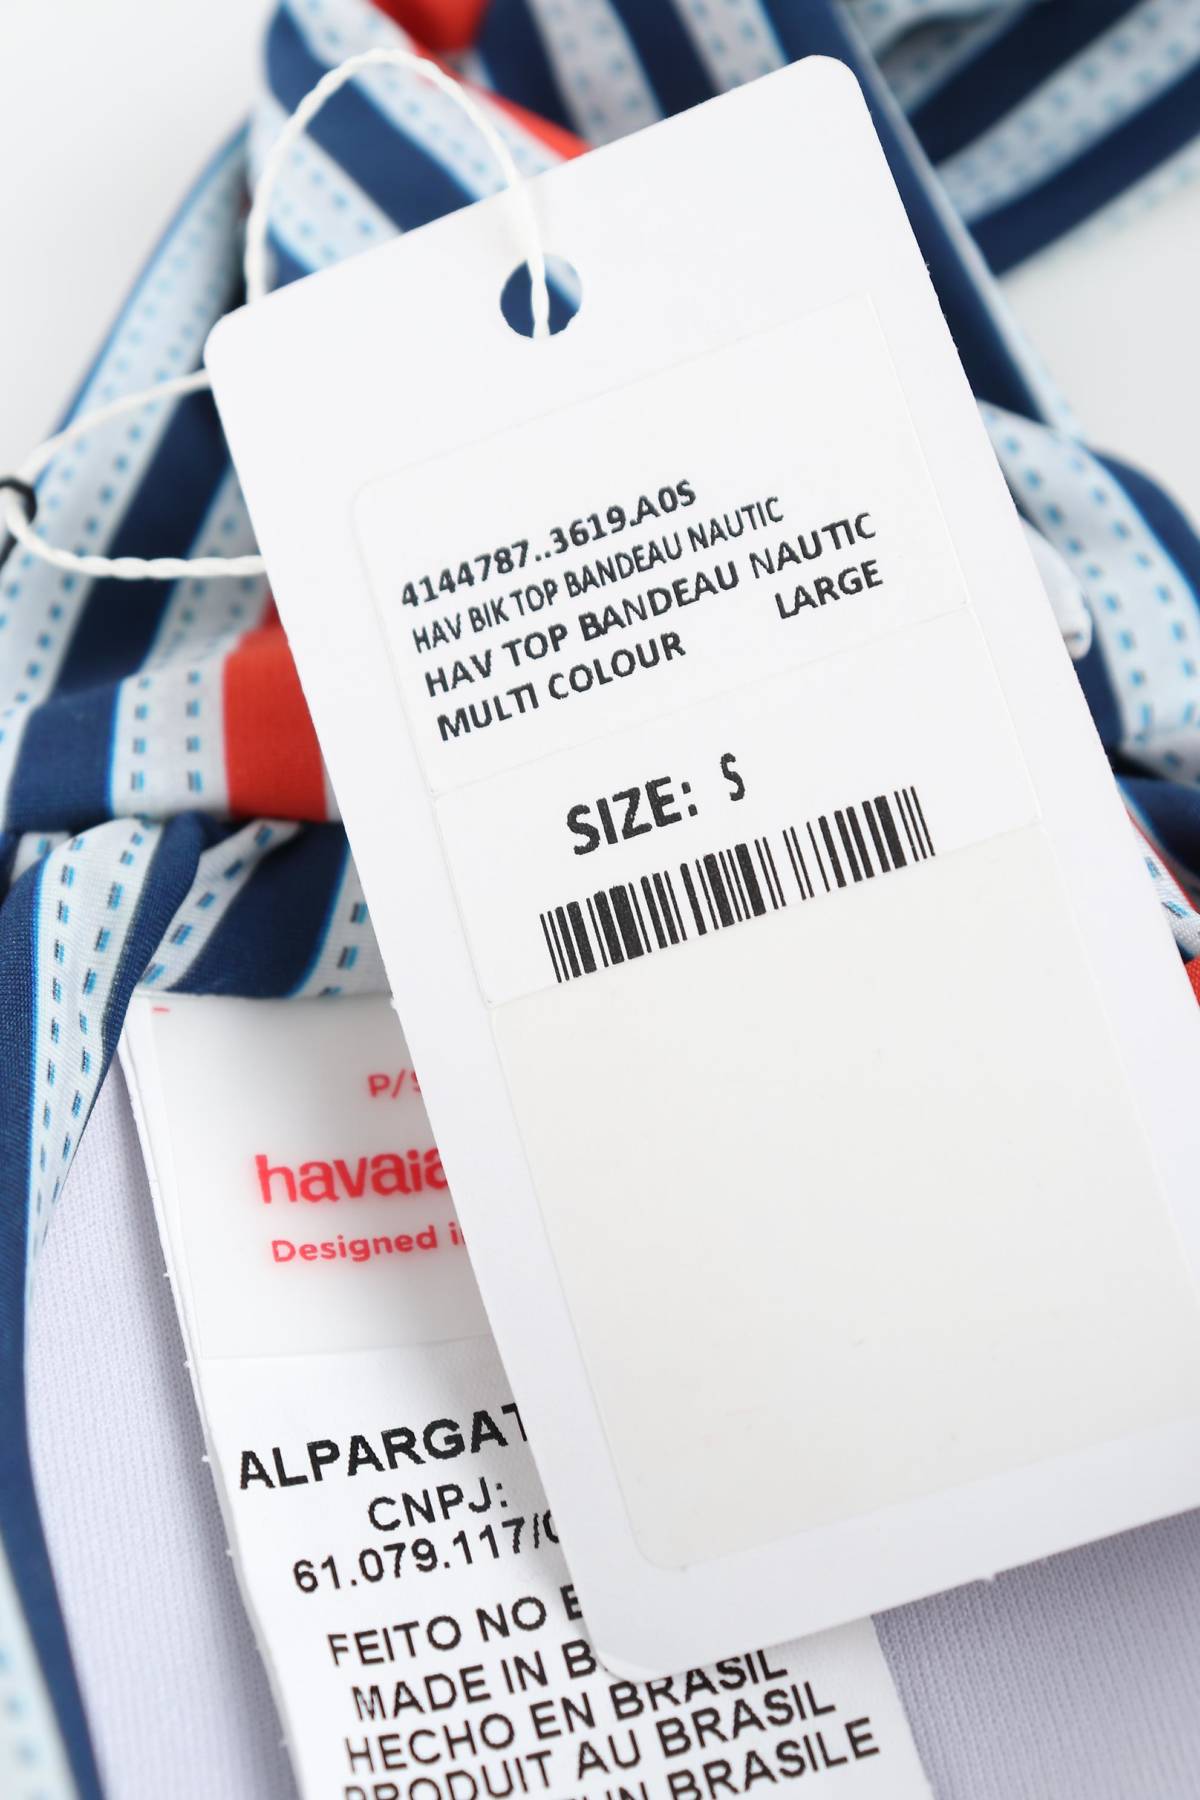 4144787..3619.A0S
HAV BIK TOP BANDEAU NAUTIC
HAV TOP BANDEAU NAUTIC
MULTI COLOUR LARGE
SIZE: S
P/S
havaia
Designed i
ALPARGAT
CNPJ:
61.079.117/0
FEITO NO B
MADE IN B
HECHO EN BRASIL
PRODUIT AU BRASIL
BRASILE